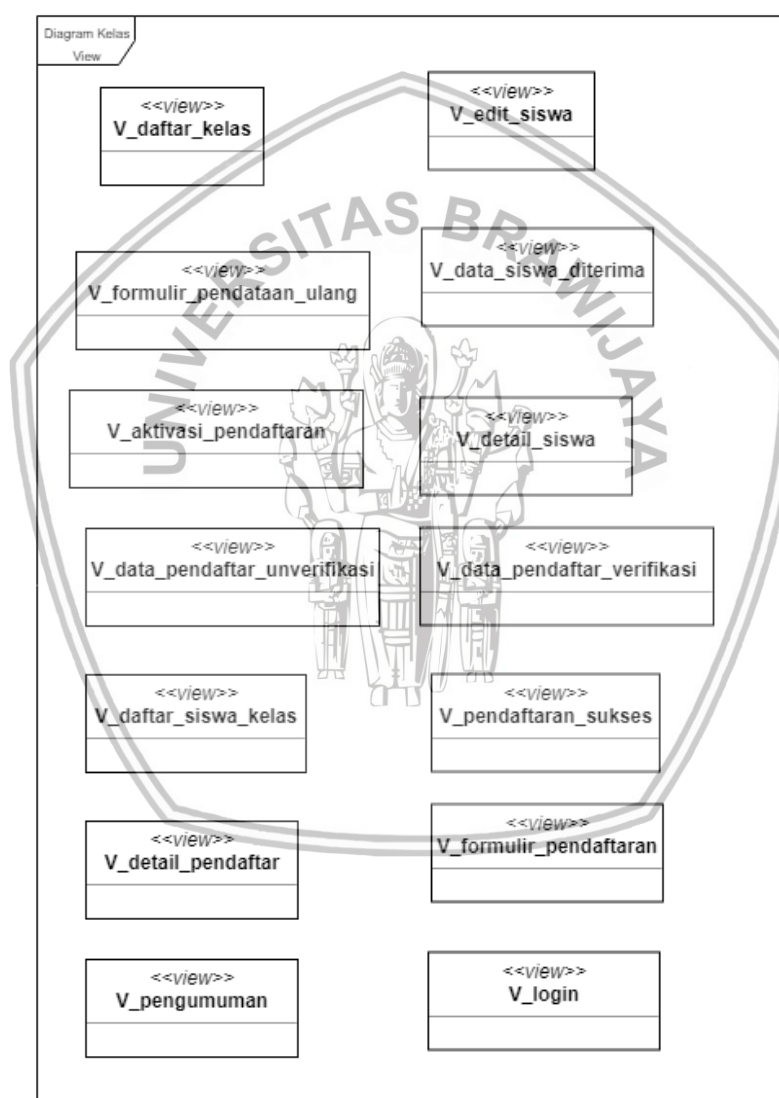 Diagram Kelas
View
<<view>>
V_daftar_kelas
<<view>>
V_edit_siswa
UNIVERSITAS BRAWIJAYA
<<view>>
V_formulir_pendataan_ulang
<<view>>
V_data_siswa_diterima
<<view>>
V_aktivasi_pendaftaran
<<view>>
V_detail_siswa
<<view>>
V_data_pendaftar_unverifikasi
<<view>>
V_data_pendaftar_verifikasi
<<view>>
V_daftar_siswa_kelas
<<view>>
V_pendaftaran_sukses
<<view>>
V_detail_pendaftar
<<view>>
V_formulir_pendaftaran
<<view>>
V_pengumuman
<<view>>
V_login